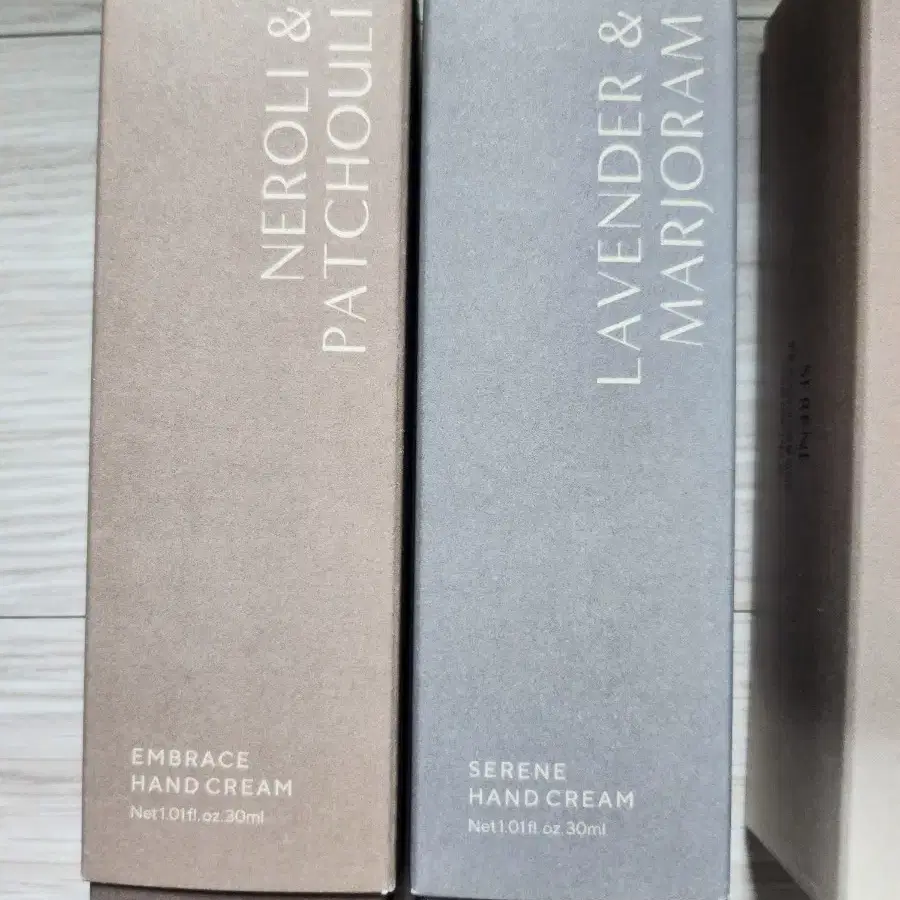 NEROLI &
PATCHOULI
EMBRACE
HAND CREAM
Net1.01fl.oz.30ml
LAVENDER &
MARJORAM
SERENE
HAND CREAM
Net1.01fl.oz.30ml